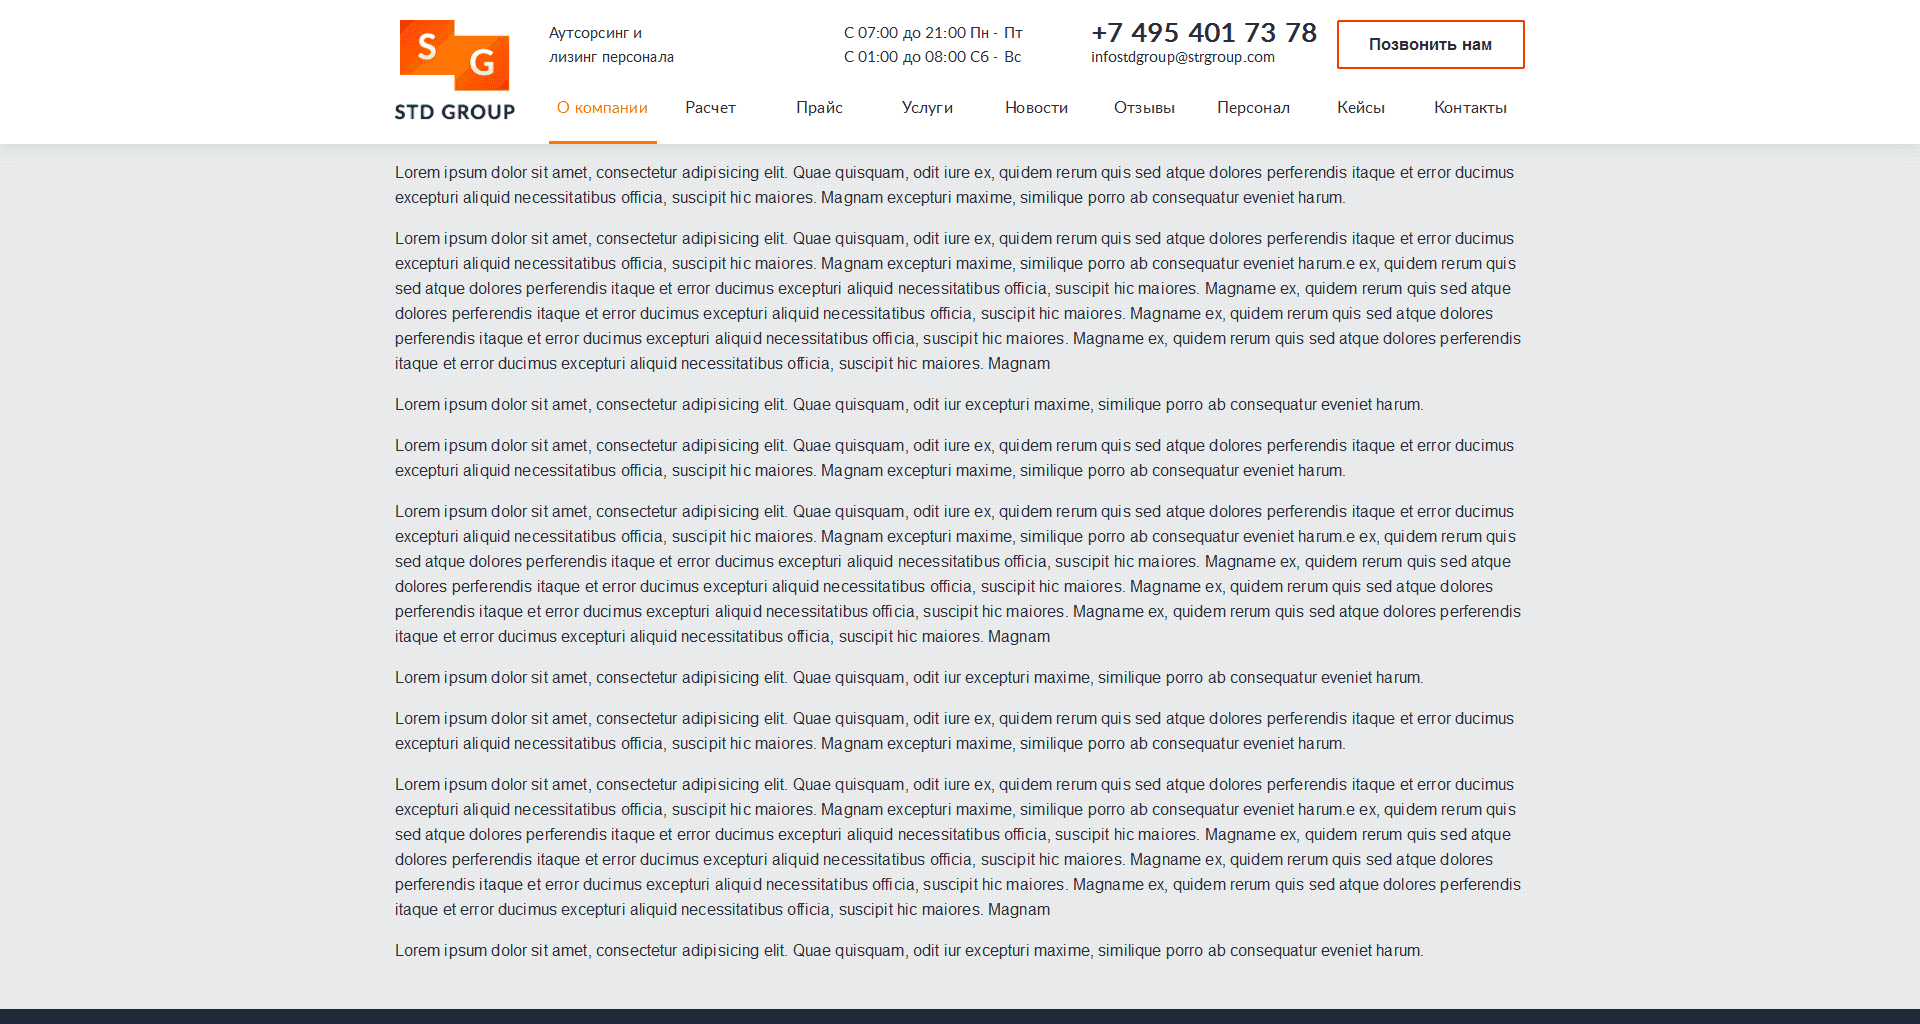 S
G
STD GROUP
Аутсорсинг и
лизинг персонала
С 07:00 до 21:00 Пн - Пт
С 01:00 до 08:00 Сб - Вс
+7 495 401 73 78
infostdgroup@strgroup.com
Позвонить нам
О компании Расчет Прайс Услуги Новости Отзывы Персонал Кейсы Контакты
Lorem ipsum dolor sit amet, consectetur adipisicing elit. Quae quisquam, odit iure ex, quidem rerum quis sed atque dolores perferendis itaque et error ducimus
excepturi aliquid necessitatibus officia, suscipit hic maiores. Magnam excepturi maxime, similique porro ab consequatur eveniet harum.
Lorem ipsum dolor sit amet, consectetur adipisicing elit. Quae quisquam, odit iure ex, quidem rerum quis sed atque dolores perferendis itaque et error ducimus
excepturi aliquid necessitatibus officia, suscipit hic maiores. Magnam excepturi maxime, similique porro ab consequatur eveniet harum.e ex, quidem rerum quis
sed atque dolores perferendis itaque et error ducimus excepturi aliquid necessitatibus officia, suscipit hic maiores. Magname ex, quidem rerum quis sed atque
dolores perferendis itaque et error ducimus excepturi aliquid necessitatibus officia, suscipit hic maiores. Magname ex, quidem rerum quis sed atque dolores
perferendis itaque et error ducimus excepturi aliquid necessitatibus officia, suscipit hic maiores. Magname ex, quidem rerum quis sed atque dolores perferendis
itaque et error ducimus excepturi aliquid necessitatibus officia, suscipit hic maiores. Magnam
Lorem ipsum dolor sit amet, consectetur adipisicing elit. Quae quisquam, odit iur excepturi maxime, similique porro ab consequatur eveniet harum.
Lorem ipsum dolor sit amet, consectetur adipisicing elit. Quae quisquam, odit iure ex, quidem rerum quis sed atque dolores perferendis itaque et error ducimus
excepturi aliquid necessitatibus officia, suscipit hic maiores. Magnam excepturi maxime, similique porro ab consequatur eveniet harum.
Lorem ipsum dolor sit amet, consectetur adipisicing elit. Quae quisquam, odit iure ex, quidem rerum quis sed atque dolores perferendis itaque et error ducimus
excepturi aliquid necessitatibus officia, suscipit hic maiores. Magnam excepturi maxime, similique porro ab consequatur eveniet harum.e ex, quidem rerum quis
sed atque dolores perferendis itaque et error ducimus excepturi aliquid necessitatibus officia, suscipit hic maiores. Magname ex, quidem rerum quis sed atque
dolores perferendis itaque et error ducimus excepturi aliquid necessitatibus officia, suscipit hic maiores. Magname ex, quidem rerum quis sed atque dolores
perferendis itaque et error ducimus excepturi aliquid necessitatibus officia, suscipit hic maiores. Magname ex, quidem rerum quis sed atque dolores perferendis
itaque et error ducimus excepturi aliquid necessitatibus officia, suscipit hic maiores. Magnam
Lorem ipsum dolor sit amet, consectetur adipisicing elit. Quae quisquam, odit iur excepturi maxime, similique porro ab consequatur eveniet harum.
Lorem ipsum dolor sit amet, consectetur adipisicing elit. Quae quisquam, odit iure ex, quidem rerum quis sed atque dolores perferendis itaque et error ducimus
excepturi aliquid necessitatibus officia, suscipit hic maiores. Magnam excepturi maxime, similique porro ab consequatur eveniet harum.
Lorem ipsum dolor sit amet, consectetur adipisicing elit. Quae quisquam, odit iure ex, quidem rerum quis sed atque dolores perferendis itaque et error ducimus
excepturi aliquid necessitatibus officia, suscipit hic maiores. Magnam excepturi maxime, similique porro ab consequatur eveniet harum.e ex, quidem rerum quis
sed atque dolores perferendis itaque et error ducimus excepturi aliquid necessitatibus officia, suscipit hic maiores. Magname ex, quidem rerum quis sed atque
dolores perferendis itaque et error ducimus excepturi aliquid necessitatibus officia, suscipit hic maiores. Magname ex, quidem rerum quis sed atque dolores
perferendis itaque et error ducimus excepturi aliquid necessitatibus officia, suscipit hic maiores. Magname ex, quidem rerum quis sed atque dolores perferendis
itaque et error ducimus excepturi aliquid necessitatibus officia, suscipit hic maiores. Magnam
Lorem ipsum dolor sit amet, consectetur adipisicing elit. Quae quisquam, odit iur excepturi maxime, similique porro ab consequatur eveniet harum.